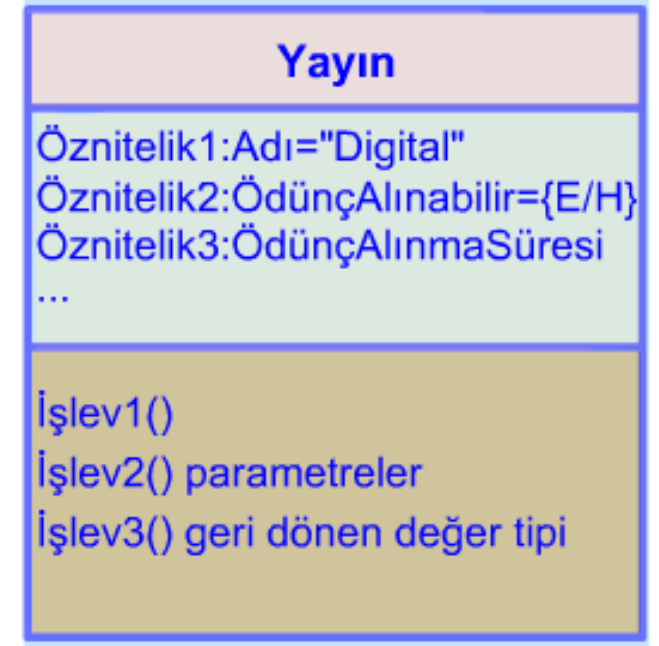 Yayın
Öznitelik1:Adı="Digital"
Öznitelik2:ÖdünçAlınabilir={E/H}
Öznitelik3:ÖdünçAlınmaSüresi
...
İşlev1()
İşlev2() parametreler
İşlev3() geri dönen değer tipi